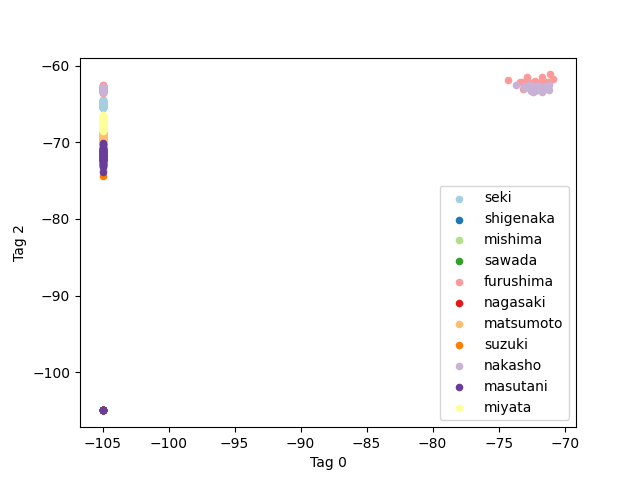 −60
−70
−80
−90
−100
Tag 2
seki
shigenaka
mishima
sawada
furushima
nagasaki
matsumoto
suzuki
nakasho
masutani
miyata
−105 −100 −95 −90 −85 −80 −75 −70
Tag 0